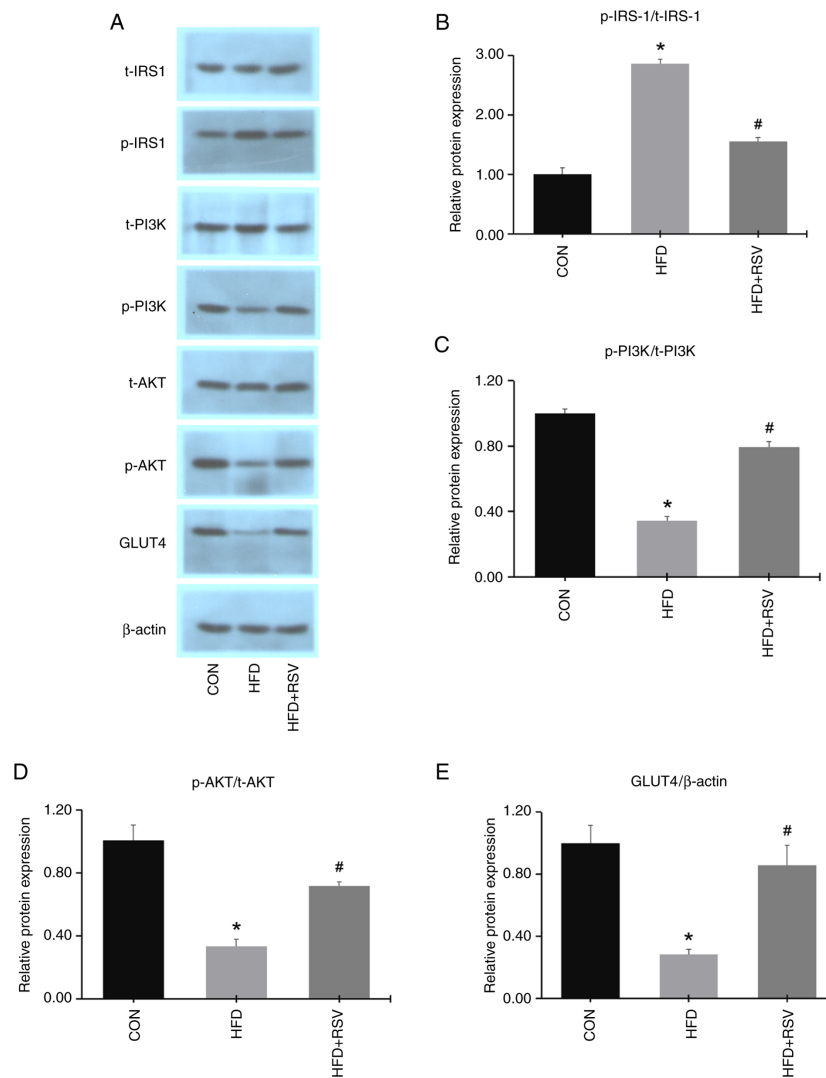 A
t-IRS1
p-IRS1
t-PI3K
p-PI3K
t-AKT
p-AKT
GLUT4
β-actin
CON
HFD
HFD+RSV
B
p-IRS-1/t-IRS-1
Relative protein expression
3.00
2.00
1.00
0.00
*
#
CON
HFD
HFD+RSV
C
p-PI3K/t-PI3K
Relative protein expression
1.20
0.80
0.40
0.00
*
#
CON
HFD
HFD+RSV
D
p-AKT/t-AKT
Relative protein expression
1.20
0.80
0.40
0.00
*
#
CON
HFD
HFD+RSV
E
GLUT4/β-actin
Relative protein expression
1.20
0.80
0.40
0.00
*
#
CON
HFD
HFD+RSV